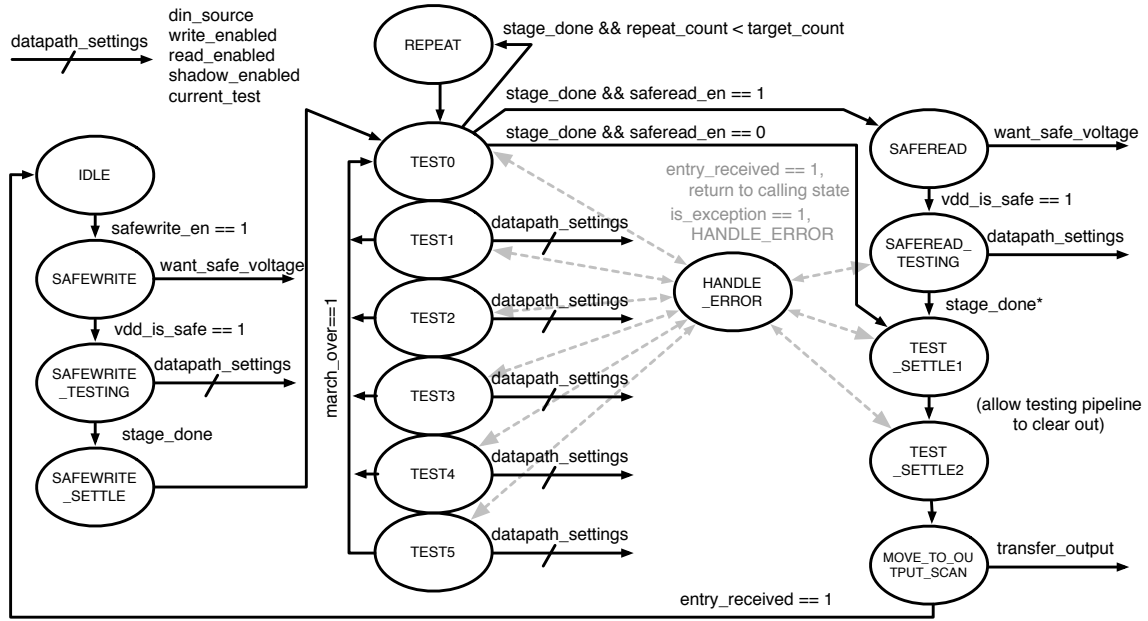 datapath_settings
din_source
write_enabled
read_enabled
shadow_enabled
current_test
IDLE
safewrite_en == 1
SAFEWRITE
want_safe_voltage
vdd_is_safe == 1
SAFEWRITE
_TESTING
datapath_settings
stage_done
SAFEWRITE
_SETTLE
REPEAT
stage_done && repeat_count < target_count
stage_done && saferead_en == 1
stage_done && saferead_en == 0
TEST0
TEST1
datapath_settings
TEST2
datapath_settings
TEST3
datapath_settings
TEST4
datapath_settings
TEST5
datapath_settings
march_over==1
entry_received == 1,
return to calling state
is_exception == 1,
HANDLE_ERROR
HANDLE
_ERROR
SAFEREAD
want_safe_voltage
vdd_is_safe == 1
SAFEREAD_
TESTING
datapath_settings
stage_done*
TEST
_SETTLE1
(allow testing pipeline
to clear out)
TEST
_SETTLE2
MOVE_TO_OU
TPUT_SCAN
transfer_output
entry_received == 1